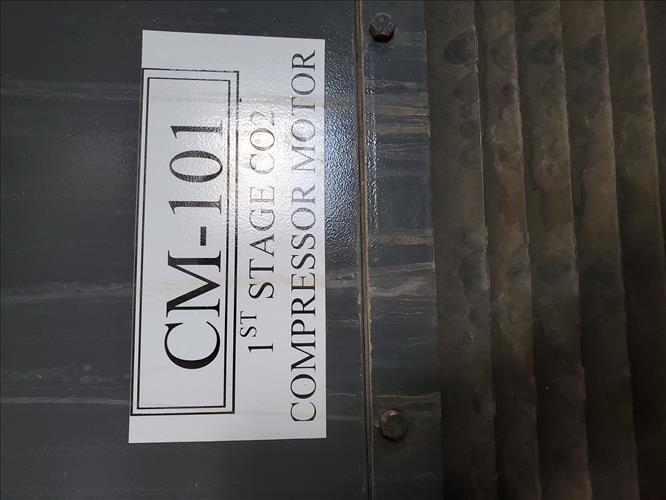 CM-101
1ST STAGE CO2
COMPRESSOR MOTOR